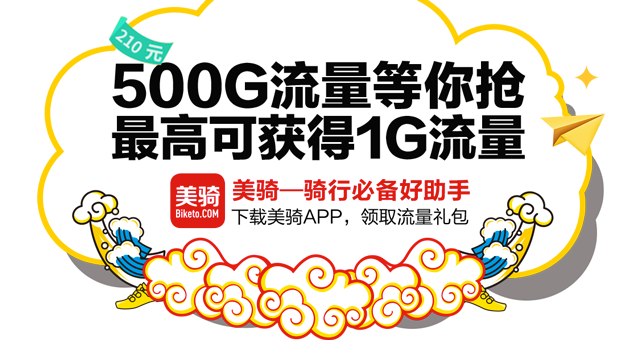 210 元
500G流量等你抢
最高可获得1G流量
美骑
Biketo.COM
美骑—骑行必备好助手
下载美骑APP，领取流量礼包